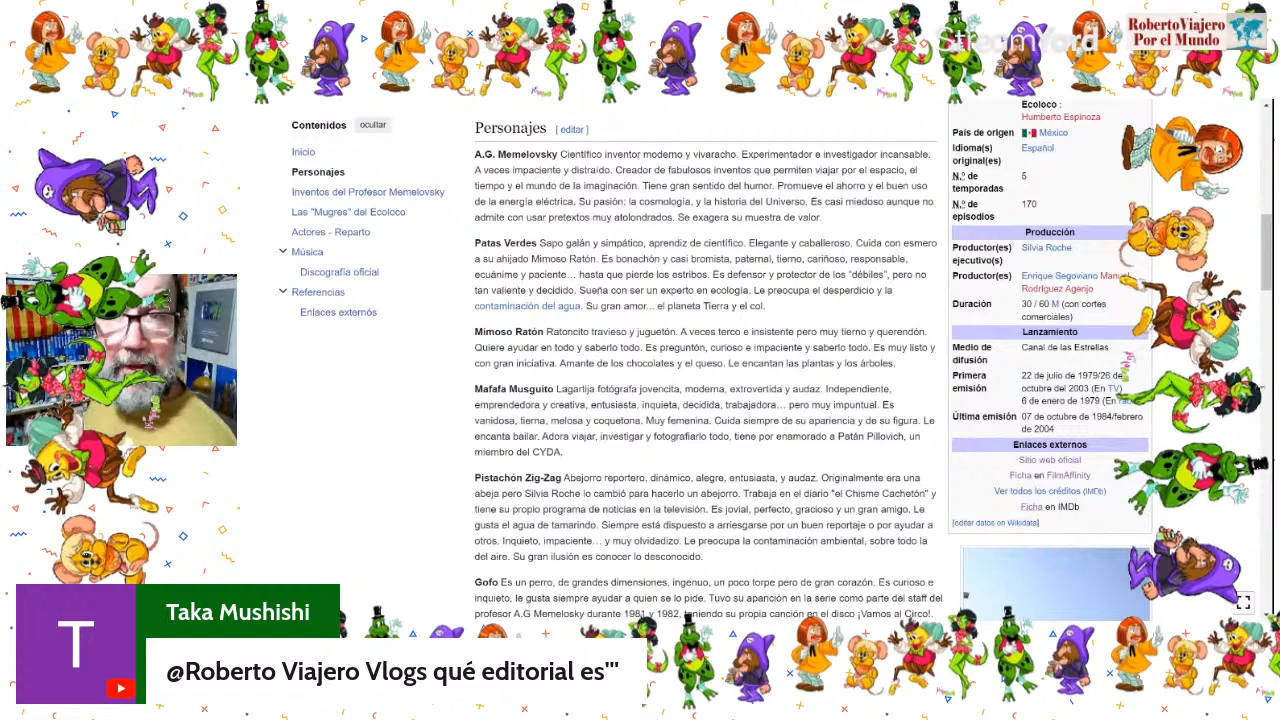 StreamYard
RobertoViajero
Por el Mundo
Contenidos ocultar
Inicio
Personajes
Inventos del Profesor Memelovsky
Las "Mugres" del Ecoloco
Actores - Reparto
Música
Discografía oficial
Referencias
Enlaces externos
Personajes [ editar ]
A.G. Memelovsky Científico inventor moderno y vivaracho. Experimentador e investigador incansable.
A veces impaciente y distraído. Creador de fabulosos inventos que permiten viajar por el espacio, el
tiempo y el mundo de la imaginación. Tiene gran sentido del humor. Promueve el ahorro y el buen uso
de la energía eléctrica. Su pasión: la cosmología, y la historia del Universo. Es casi miedoso aunque no
admite con usar pretextos muy atolondrados. Se exagera su muestra de valor.
Patas Verdes Sapo galán y simpático, aprendiz de científico. Elegante y caballeroso. Cuida con esmero
a su ahijado Mimoso Ratón. Es bonachón y casi bromista, paternal, tierno, cariñoso, responsable,
ecuánime y paciente… hasta que pierde los estribos. Es defensor y protector de los "débiles", pero no
tan valiente y decidido. Sueña con ser un experto en ecología. Le preocupa el desperdicio y la
contaminación del agua. Su gran amor... el planeta Tierra y el col.
Mimoso Ratón Ratoncito travieso y juguetón. A veces terco e insistente pero muy tierno y querendón.
Quiere ayudar en todo y saberlo todo. Es preguntón, curioso e impaciente y saberlo todo. Es muy listo y
con gran iniciativa. Amante de los chocolates y el queso. Le encantan las plantas y los árboles.
Mafafa Musguito Lagartija fotógrafa jovencita, moderna, extrovertida y audaz. Independiente,
emprendedora y creativa, entusiasta, inquieta, decidida, trabajadora… pero muy impuntual. Es
vanidosa, tierna, melosa y coquetona. Muy femenina. Cuida siempre de su apariencia y de su figura. Le
encanta bailar. Adora viajar, investigar y fotografiarlo todo, tiene por enamorado a Patán Pillovich, un
miembro del CYDA.
Pistachón Zig-Zag Abejorro reportero, dinámico, alegre, entusiasta, y audaz. Originalmente era una
abeja pero Silvia Roche lo cambió para hacerlo un abejorro. Trabaja en el diario "el Chisme Cachetón" y
tiene su propio programa de noticias en la televisión. Es jovial, perfecto, gracioso y un gran amigo. Le
gusta el agua de tamarindo. Siempre está dispuesto a arriesgarse por un buen reportaje o por ayudar a
otros. Inquieto, impaciente… y muy olvidadizo. Le preocupa la contaminación ambiental, sobre todo la
del aire. Su gran ilusión es conocer lo desconocido.
Gofo Es un perro, de grandes dimensiones, ingenuo, un poco torpe pero de gran corazón. Es curioso e
inquieto, le gusta siempre ayudar a quien se lo pide. Tuvo su aparición en la serie como parte del staff del
profesor A.G Memelosky durante 1981 y 1982, teniendo su propia canción en el disco ¡Vamos al Circo!.
Ecoloco :
Humberto Espinoza
País de origen México
Idioma(s)
original(es) Español
N.º de
temporadas 5
N.º de
episodios 170
Producción
Productor(es)
ejecutivo(s) Silvia Roche
Productor(es) Enrique Segoviano Manuel
Rodríguez Agenjo
Duración 30 / 60 M (con cortes
comerciales)
Lanzamiento
Medio de
difusión Canal de las Estrellas
Primera
emisión 22 de julio de 1979/26 de
octubre del 2003 (En TV)
6 de enero de 1979 (En
Última emisión 07 de octubre de 1984/febrero
de 2004
Enlaces externos
Sitio web oficial
Ficha en FilmAffinity
Ver todos los créditos (IMDb)
Ficha en IMDb
[editar datos en Wikidata]
T
Taka Mushishi
@Roberto Viajero Vlogs qué editorial es'''